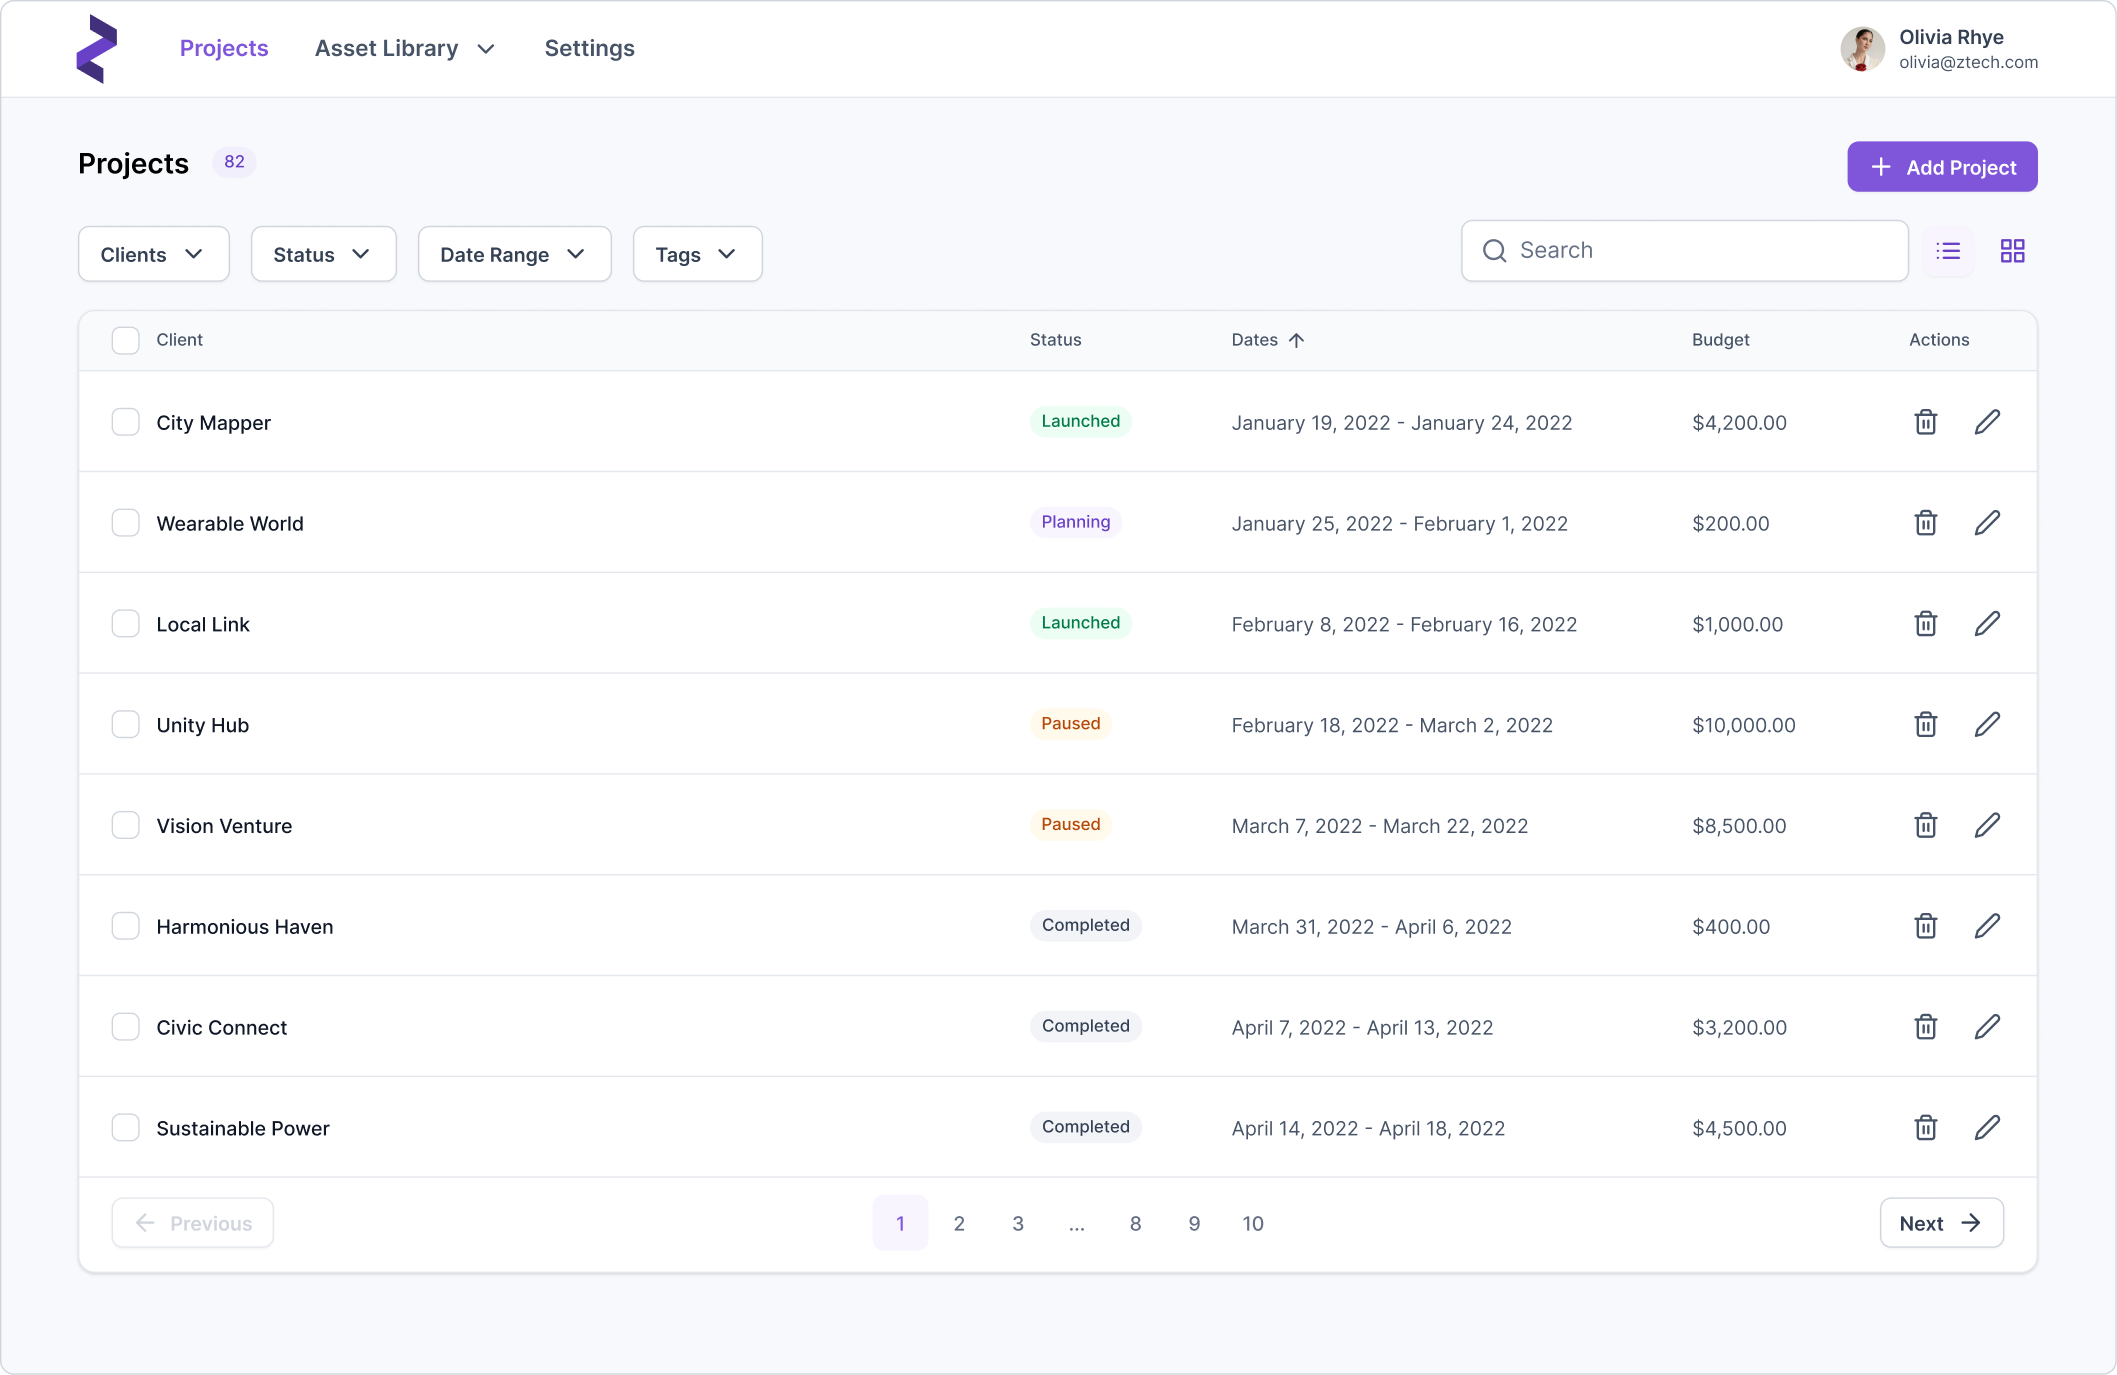 Projects
Asset Library
Settings
Olivia Rhye
olivia@ztech.com
Projects 82
+ Add Project
Clients
Status
Date Range
Tags
Search
Client Status Dates Budget Actions
City Mapper Launched January 19, 2022 - January 24, 2022 $4,200.00
Wearable World Planning January 25, 2022 - February 1, 2022 $200.00
Local Link Launched February 8, 2022 - February 16, 2022 $1,000.00
Unity Hub Paused February 18, 2022 - March 2, 2022 $10,000.00
Vision Venture Paused March 7, 2022 - March 22, 2022 $8,500.00
Harmonious Haven Completed March 31, 2022 - April 6, 2022 $400.00
Civic Connect Completed April 7, 2022 - April 13, 2022 $3,200.00
Sustainable Power Completed April 14, 2022 - April 18, 2022 $4,500.00
Previous 1 2 3 ... 8 9 10 Next